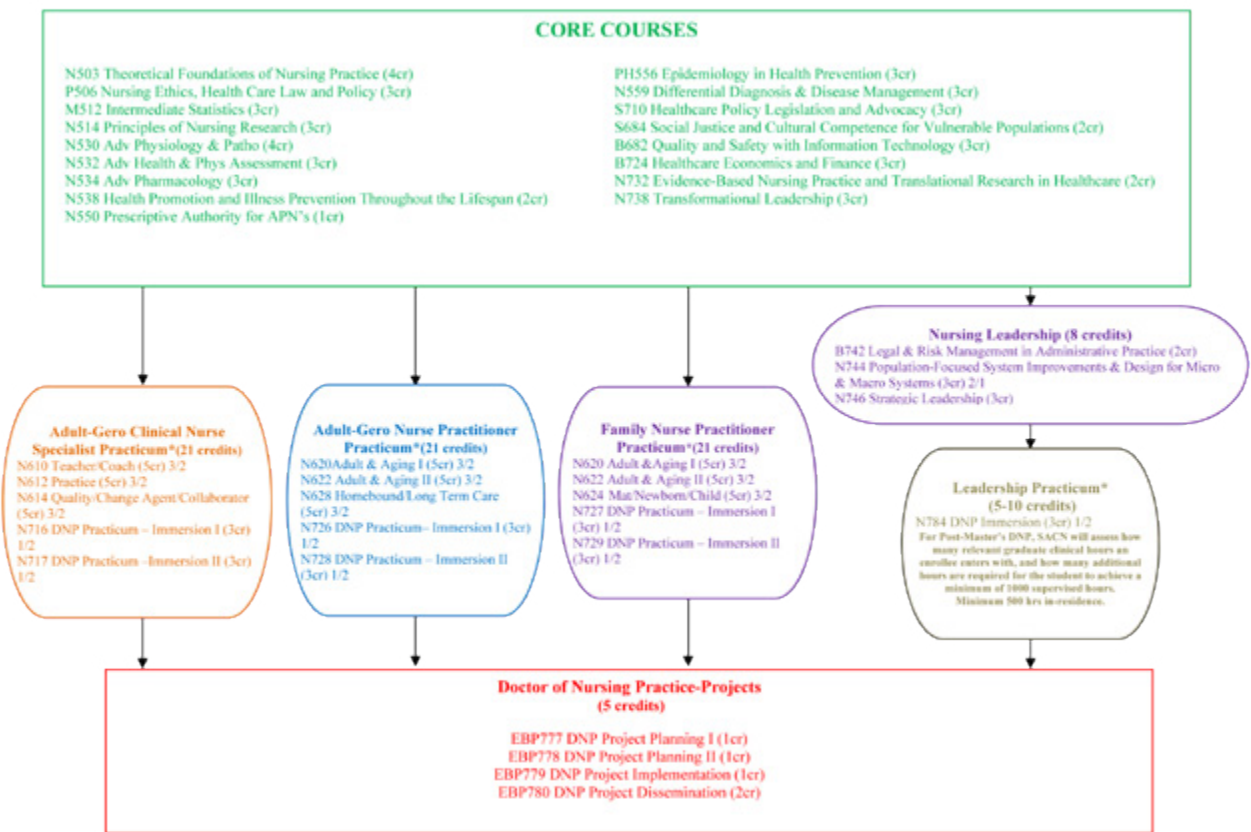 CORE COURSES
N503 Theoretical Foundations of Nursing Practice (4cr)
P506 Nursing Ethics, Health Care Law and Policy (3cr)
M512 Intermediate Statistics (3cr)
N514 Principles of Nursing Research (3cr)
N530 Adv Physiology & Patho (4cr)
N532 Adv Health & Phys Assessment (3cr)
N534 Adv Pharmacology (3cr)
N538 Health Promotion and Illness Prevention Throughout the Lifespan (2cr)
N550 Prescriptive Authority for APN"s (1cr)
PH556 Epidemiology in Health Prevention (3cr)
N559 Differential Diagnosis & Disease Management (3cr)
S710 Healthcare Policy Legislation and Advocacy (3cr)
S684 Social Justice and Cultural Competence for Vulnerable Populations (2cr)
B682 Quality and Safety with Information Technology (3cr)
B724 Healthcare Economics and Finance (3cr)
N732 Evidence-Based Nursing Practice and Translational Research in Healthcare (2cr)
N738 Transformational Leadership (3cr)
Nursing Leadership (8 credits)
B742 Legal & Risk Management in Administrative Practice (2cr)
N744 Population-Focused System Improvements & Design for Micro
& Macro Systems (3cr) 2/1
N746 Strategic Leadership (3cr)
Adult-Gero Clinical Nurse
Specialist Practicum*(21 credits)
N610 Teacher/Coach (5cr) 3/2
N612 Practice (5cr) 3/2
N614 Quality/Change Agent/Collaborator
(5cr) 3/2
N716 DNP Practicum – Immersion I (3cr)
1/2
N717 DNP Practicum –Immersion II (3cr)
1/2
Adult-Gero Nurse Practitioner
Practicum*(21 credits)
N620Adult & Aging I (5cr) 3/2
N622 Adult & Aging II (5cr) 3/2
N628 Homebound/Long Term Care
(5cr) 3/2
N726 DNP Practicum– Immersion I (3cr)
1/2
N728 DNP Practicum – Immersion II
(3cr) 1/2
Family Nurse Practitioner
Practicum*(21 credits)
N620 Adult &Aging I (5cr) 3/2
N622 Adult & Aging II (5cr) 3/2
N624 Mat/Newborn/Child (5cr) 3/2
N727 DNP Practicum – Immersion I
(3cr) 1/2
N729 DNP Practicum – Immersion II
(3cr) 1/2
Leadership Practicum*
(5-10 credits)
N784 DNP Immersion (3cr) 1/2
For Post-Master's DNP, SACN will assess how
many relevant graduate clinical hours an
enrollee enters with, and how many additional
hours are required for the student to achieve a
minimum of 1000 supervised hours.
Minimum 500 hrs in-residence.
Doctor of Nursing Practice-Projects
(5 credits)
EBP777 DNP Project Planning I (1cr)
EBP778 DNP Project Planning II (1cr)
EBP779 DNP Project Implementation (1cr)
EBP780 DNP Project Dissemination (2cr)